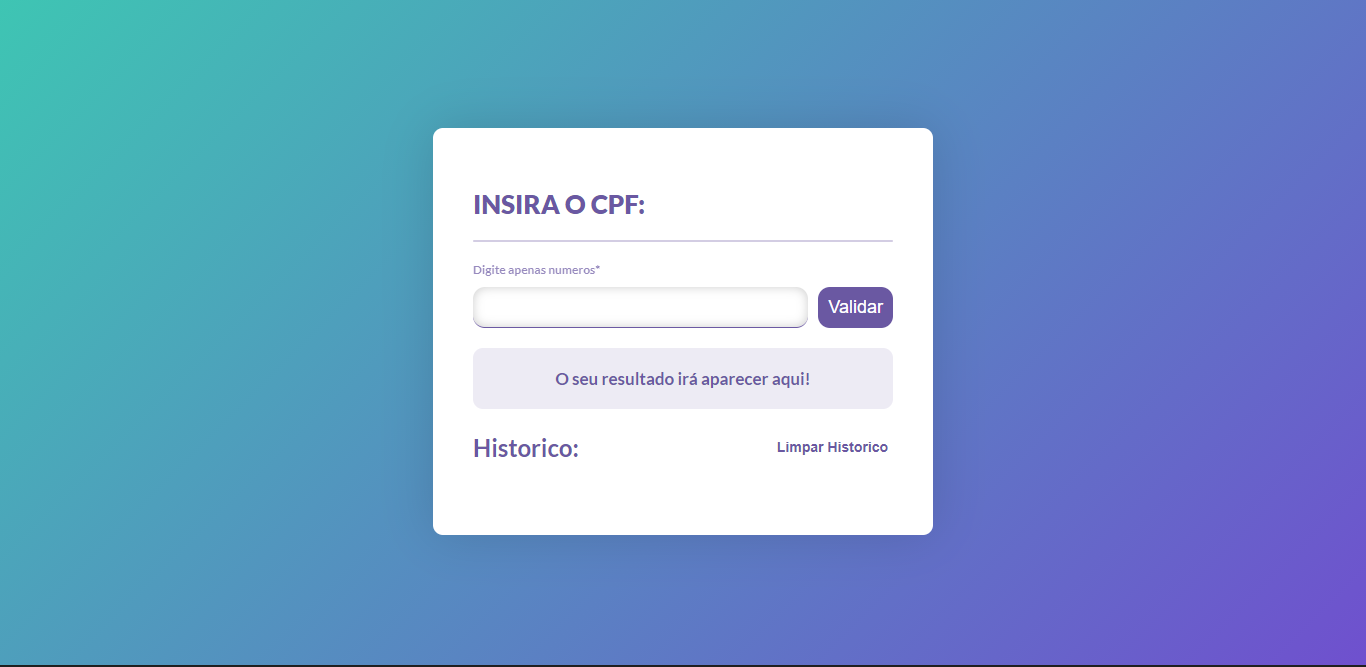 INSIRA O CPF:
Digite apenas numeros*
Validar
O seu resultado irá aparecer aqui!
Historico:
Limpar Historico